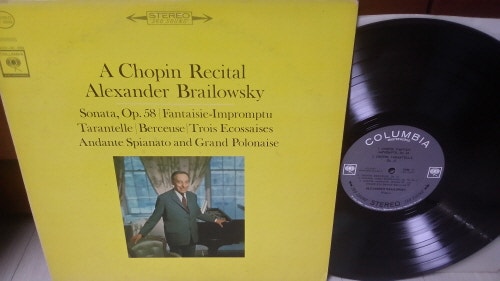 STEREO
A Chopin Recital
Alexander Brailowsky
Sonata, Op. 58 / Fantaisie-Impromptu
Tarantelle / Berceuse / Trois Ecossaises
Andante Spianato and Grand Polonaise
COLUMBIA